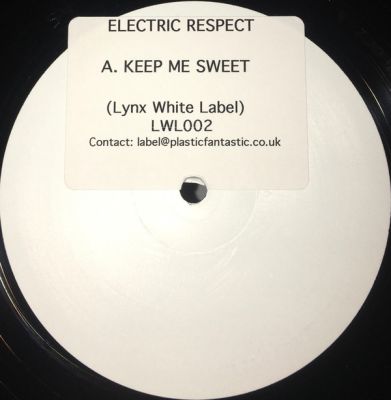 ELECTRIC RESPECT
A. KEEP ME SWEET
(Lynx White Label)
LWL002
Contact: label@plasticfantastic.co.uk